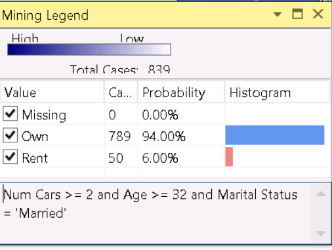 Mining Legend
High Low
Total Cases: 839
Value Ca... Probability Histogram
Missing 0 0.00%
Own 789 94.00%
Rent 50 6.00%
Num Cars >= 2 and Age >= 32 and Marital Status
= 'Married'